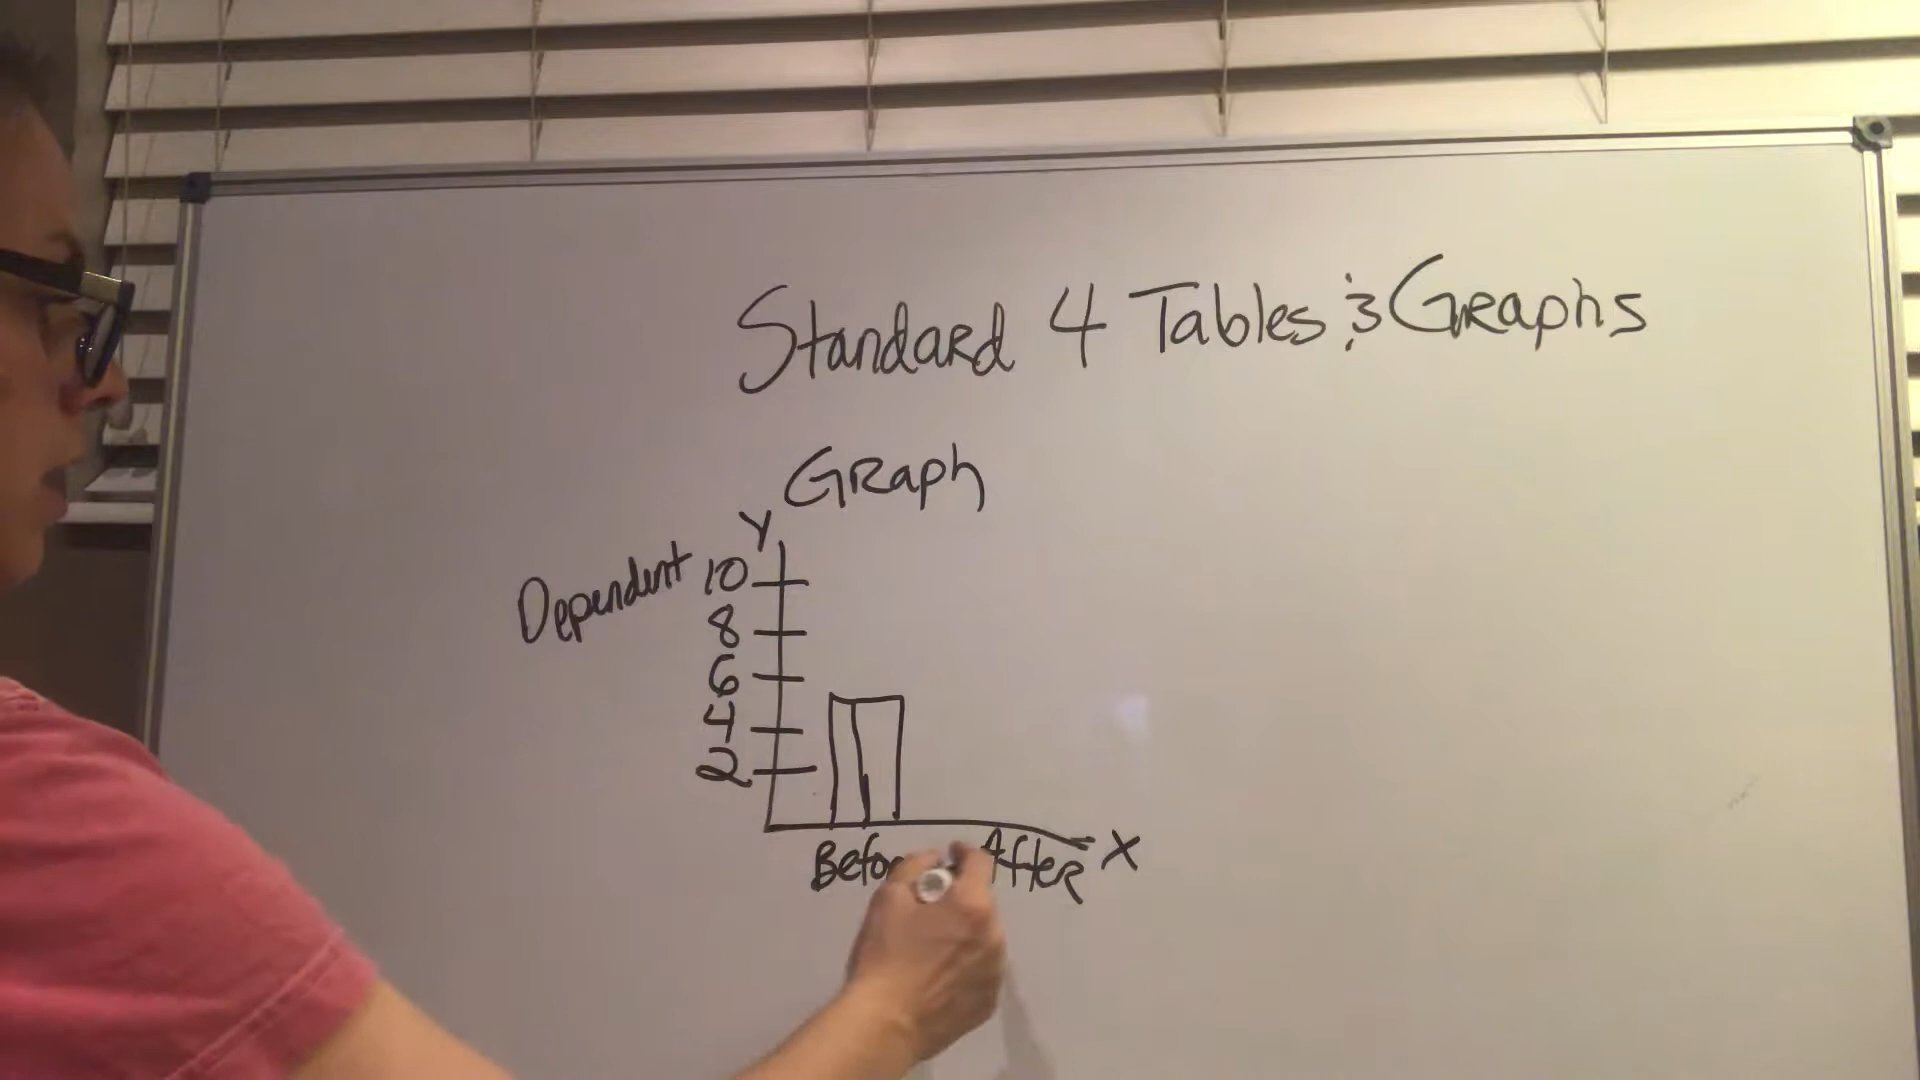 Standard 4 Tables & Graphs
Graph
Y
Dependent
10
8
6
4
2
After X